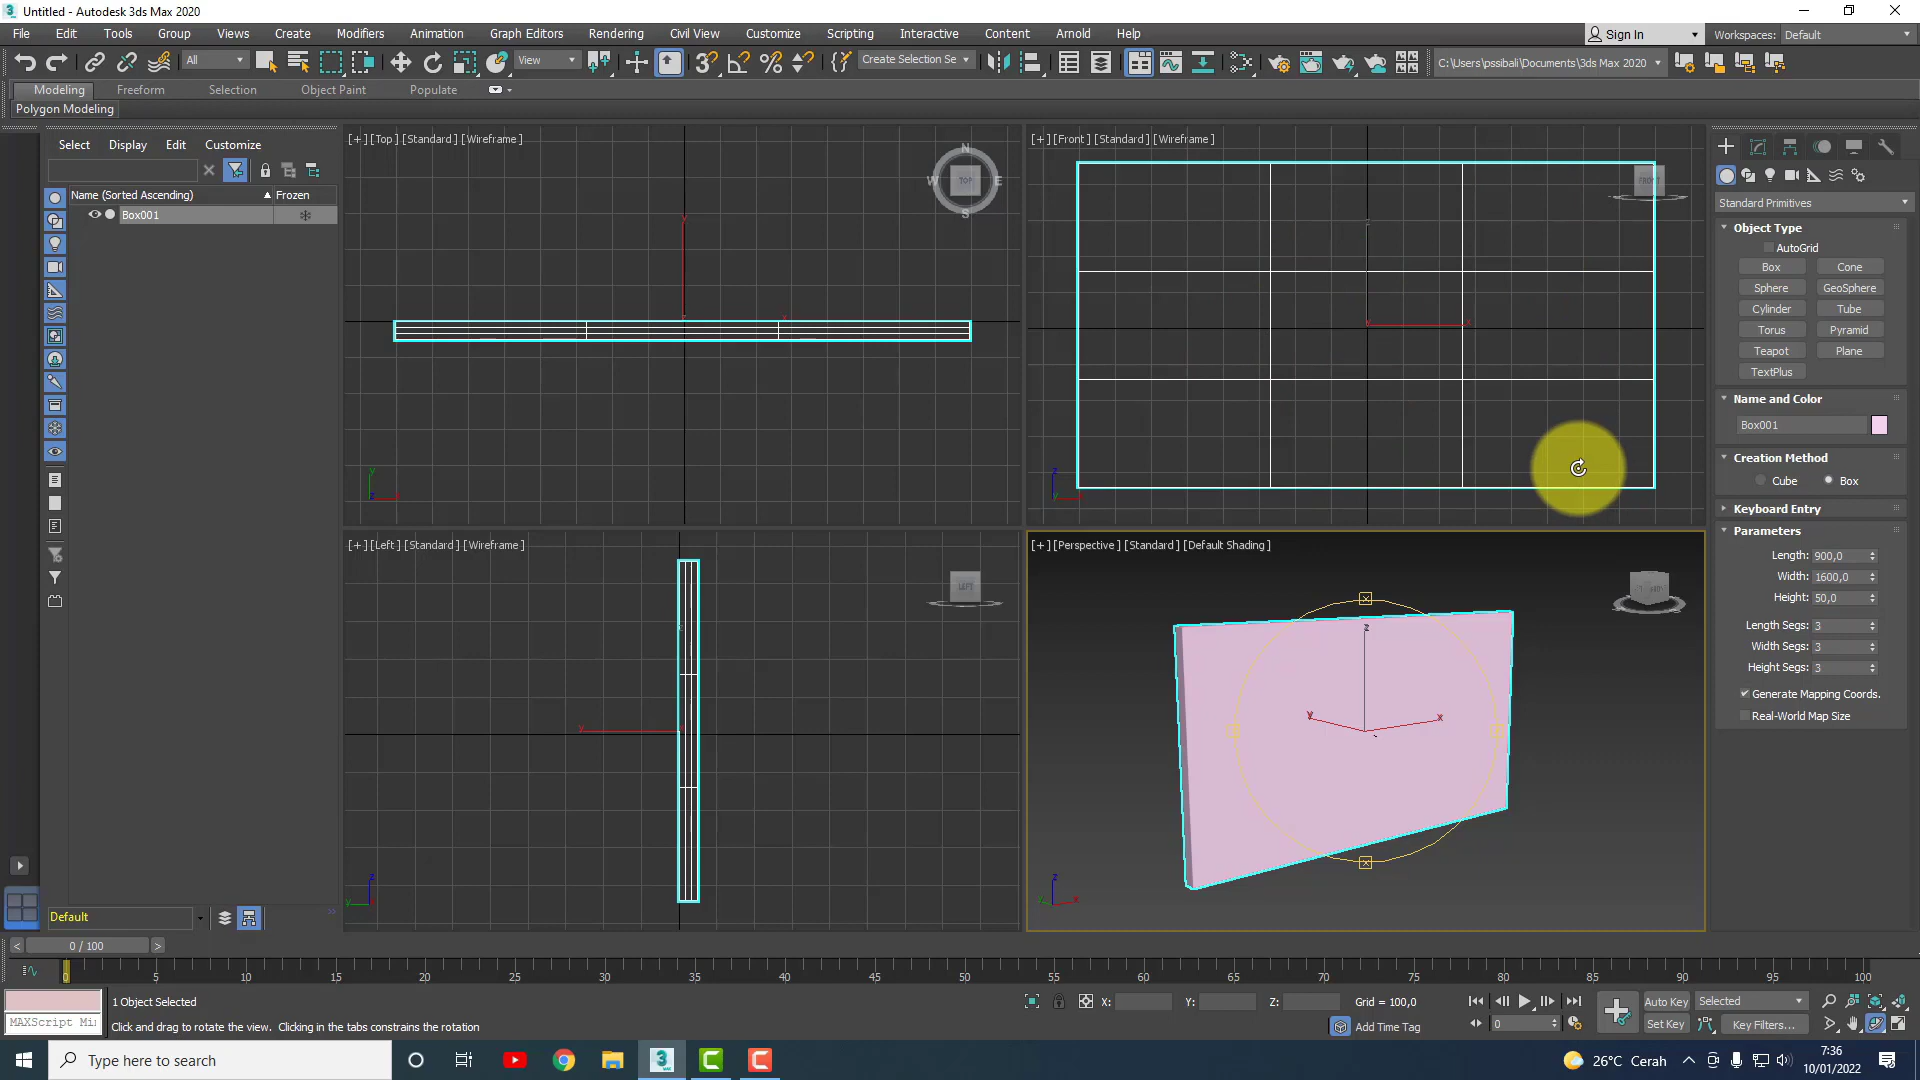 Untitled - Autodesk 3ds Max 2020
File Edit Tools Group Views Create Modifiers Animation Graph Editors Rendering Civil View Customize Scripting Interactive Content Arnold Help
Sign In Workspaces: Default
All View Create Selection Se C:\Users\pssibali\Documents\3ds Max 2020
Modeling Freeform Selection Object Paint Populate
Polygon Modeling
Select Display Edit Customize
Name (Sorted Ascending) Frozen
Box001
[+] [Top] [Standard] [Wireframe]
N
W TOP E
S
[+] [Front] [Standard] [Wireframe]
FRONT
[+] [Left] [Standard] [Wireframe]
LEFT
[+] [Perspective] [Standard] [Default Shading]
z
y x
Standard Primitives
Object Type
AutoGrid
Box Cone
Sphere GeoSphere
Cylinder Tube
Torus Pyramid
Teapot Plane
TextPlus
Name and Color
Box001
Creation Method
Cube Box
Keyboard Entry
Parameters
Length: 900,0
Width: 1600,0
Height: 50,0
Length Segs: 3
Width Segs: 3
Height Segs: 3
Generate Mapping Coords.
Real-World Map Size
Default
0 / 100
0 5 10 15 20 25 30 35 40 45 50 55 60 65 70 75 80 85 90 95 100
1 Object Selected
X: Y: Z: Grid = 100,0
Auto Key Selected
MAXScript Mi
Click and drag to rotate the view. Clicking in the tabs constrains the rotation
Add Time Tag
0
Set Key Key Filters...
Type here to search
26°C Cerah
7:36
10/01/2022